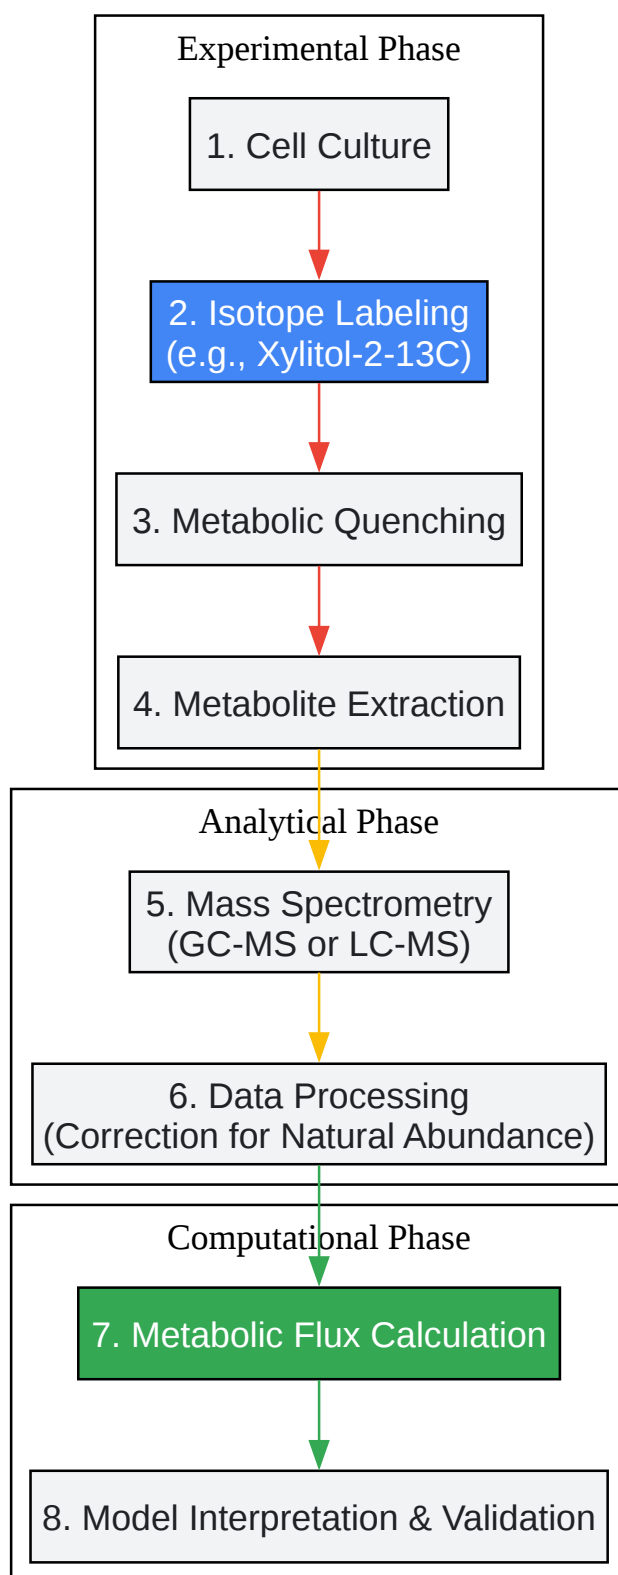 Experimental Phase
1. Cell Culture
2. Isotope Labeling
(e.g., Xylitol-2-13C)
3. Metabolic Quenching
4. Metabolite Extraction
Analytical Phase
5. Mass Spectrometry
(GC-MS or LC-MS)
6. Data Processing
(Correction for Natural Abundance)
Computational Phase
7. Metabolic Flux Calculation
8. Model Interpretation & Validation